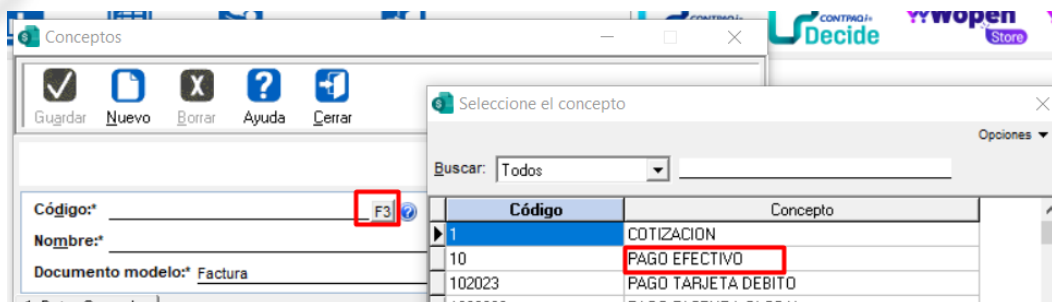 CONTPAQi
Decide
Wopen
Store
Conceptos
Guardar Nuevo Borrar Ayuda Cerrar
Seleccione el concepto
Opciones
Buscar: Todos
Código:* F3
Nombre:*
Documento modelo:* Factura
Código Concepto
1 COTIZACION
10 PAGO EFECTIVO
102023 PAGO TARJETA DEBITO